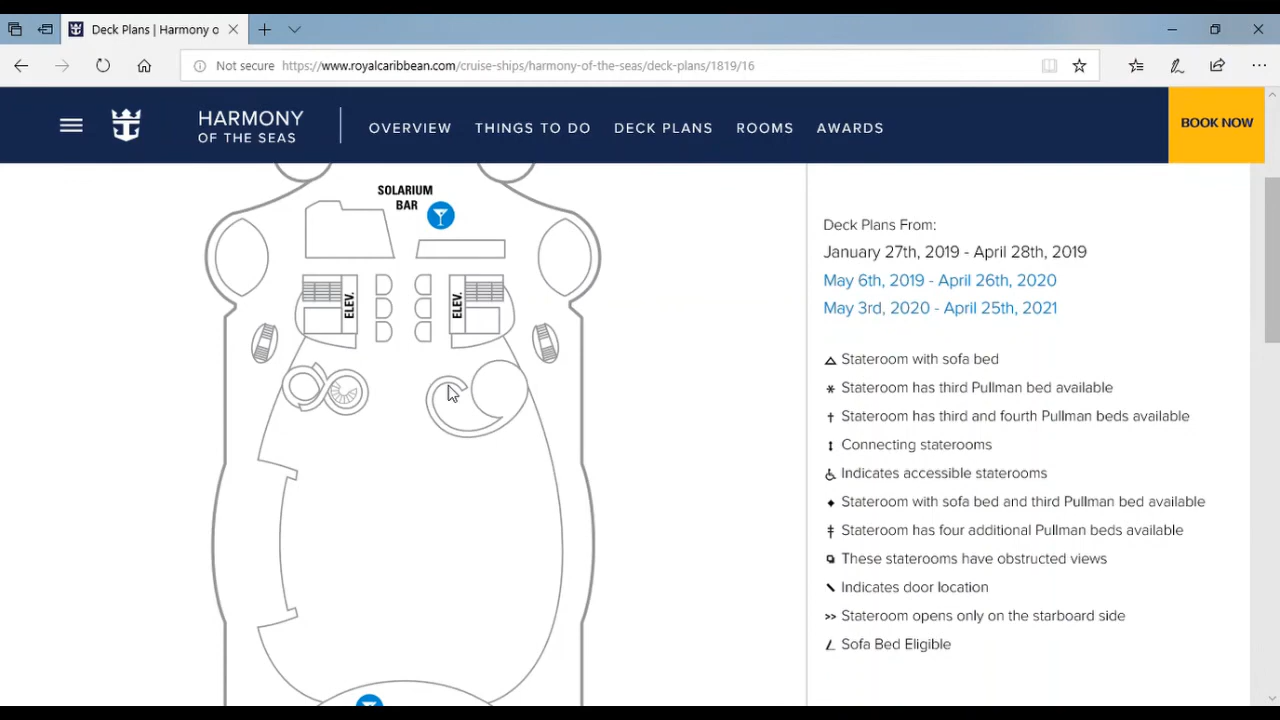 Deck Plans | Harmony o
Not secure https://www.royalcaribbean.com/cruise-ships/harmony-of-the-seas/deck-plans/1819/16
HARMONY
OF THE SEAS
OVERVIEW THINGS TO DO DECK PLANS ROOMS AWARDS
BOOK NOW
SOLARIUM
BAR
ELEV.
ELEV.
Deck Plans From:
January 27th, 2019 - April 28th, 2019
May 6th, 2019 - April 26th, 2020
May 3rd, 2020 - April 25th, 2021
Stateroom with sofa bed
Stateroom has third Pullman bed available
Stateroom has third and fourth Pullman beds available
Connecting staterooms
Indicates accessible staterooms
Stateroom with sofa bed and third Pullman bed available
Stateroom has four additional Pullman beds available
These staterooms have obstructed views
Indicates door location
Stateroom opens only on the starboard side
Sofa Bed Eligible